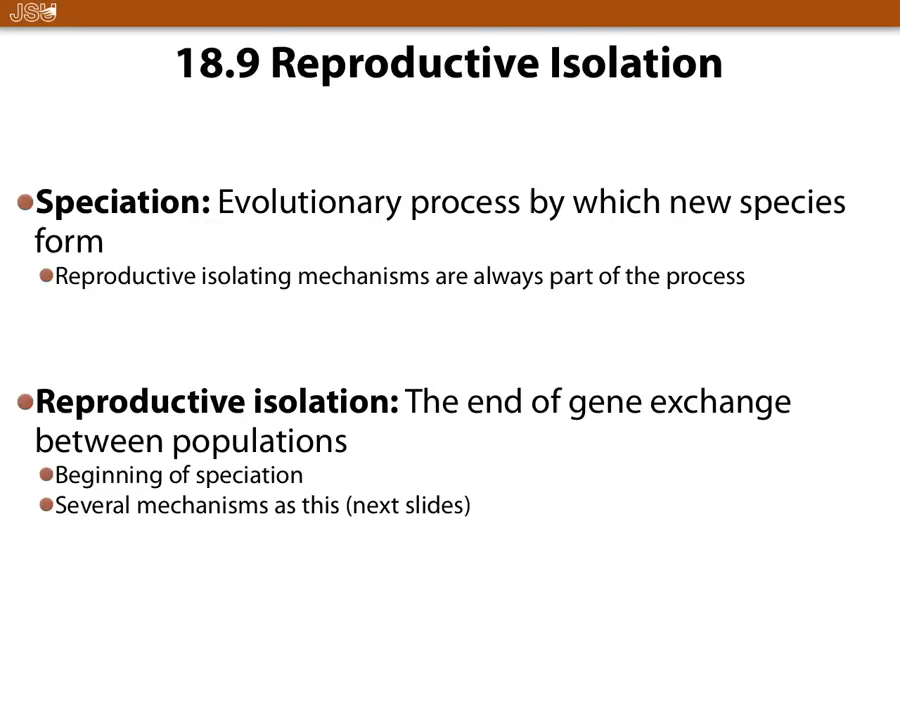 JSU
18.9 Reproductive Isolation
Speciation: Evolutionary process by which new species
form
Reproductive isolating mechanisms are always part of the process
Reproductive isolation: The end of gene exchange
between populations
Beginning of speciation
Several mechanisms as this (next slides)